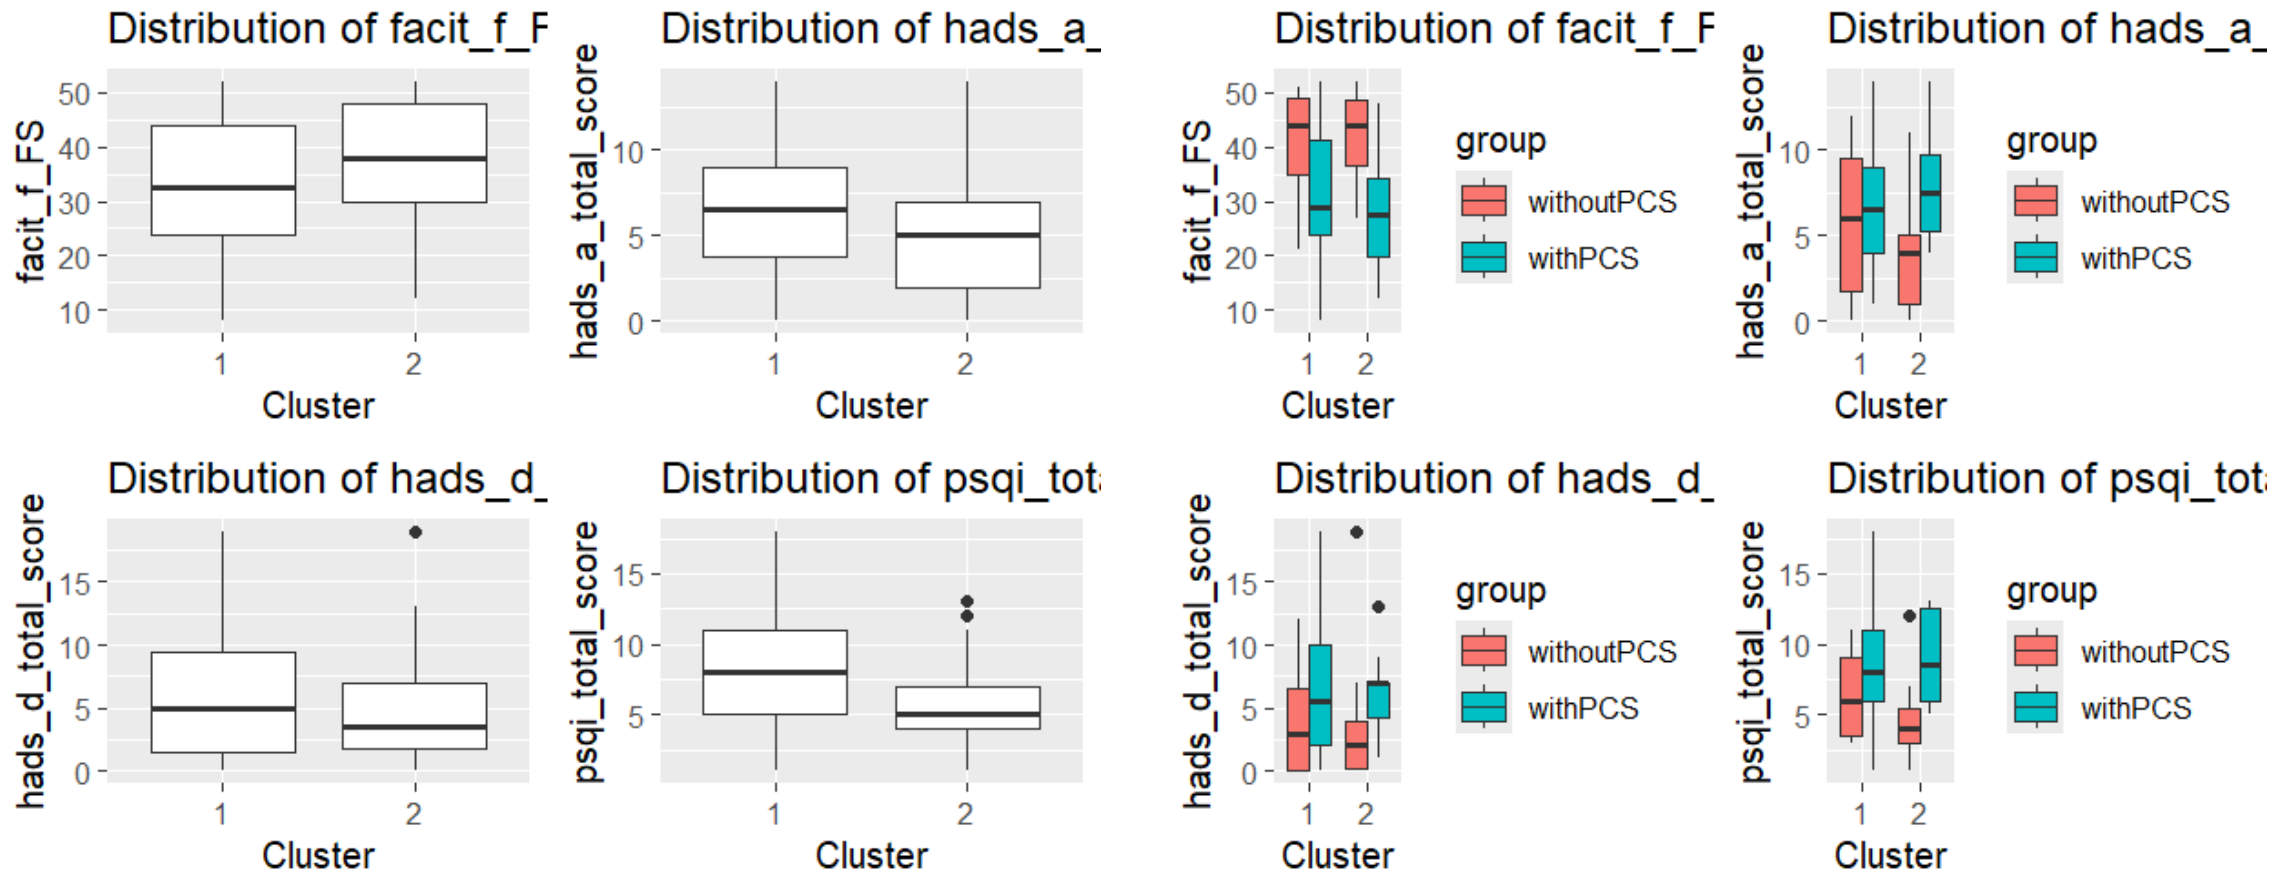 Distribution of facit_f_F
facit_f_FS
50
40
30
20
10
1 2
Cluster
Distribution of hads_a_
hads_a_total_score
10
5
0
1 2
Cluster
Distribution of facit_f_F
facit_f_FS
50
40
30
20
10
1 2
Cluster
group
withoutPCS
withPCS
Distribution of hads_a_
hads_a_total_score
10
5
0
1 2
Cluster
group
withoutPCS
withPCS
Distribution of hads_d_
hads_d_total_score
15
10
5
0
1 2
Cluster
Distribution of psqi_tot
psqi_total_score
15
10
5
1 2
Cluster
Distribution of hads_d_
hads_d_total_score
15
10
5
0
1 2
Cluster
group
withoutPCS
withPCS
Distribution of psqi_tot
psqi_total_score
15
10
5
1 2
Cluster
group
withoutPCS
withPCS